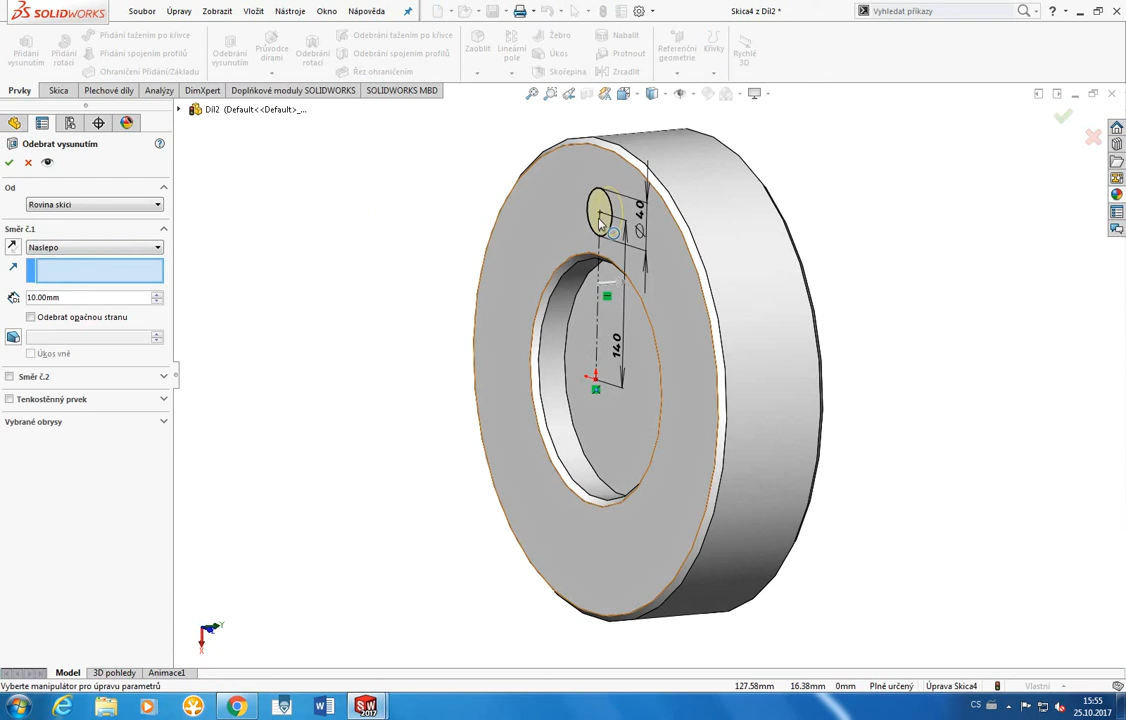 SOLIDWORKS
Soubor Úpravy Zobrazit Vložit Nástroje Okno Nápověda
Skica4 z Díl2 *
Vyhledat příkazy
Přidání vysunutím
Přidání rotací
Přidání tažením po křivce
Přidání spojením profilů
Ohraničení Přidání/Základu
Odebrání vysunutím
Průvodce dírami
Odebrání rotací
Odebrání tažením po křivce
Odebrání spojením profilů
Řez ohraničením
Zaoblit
Lineární pole
Žebro
Úkos
Skořepina
Nabalit
Protnout
Zrcadlit
Referenční geometrie
Křivky
Rychlé 3D
Prvky Skica Plechové díly Analýzy DimXpert Doplňkové moduly SOLIDWORKS SOLIDWORKS MBD
Díl2 (Default<<Default>_...
Odebrat vysunutím
Od
Rovina skici
Směr č.1
Naslepo
10.00mm
Odebrat opačnou stranu
Úkos vně
Směr č.2
Tenkostěnný prvek
Vybrané obrysy
∅ 40
140
Y
X
Model 3D pohledy Animace1
Vyberte manipulátor pro úpravu parametrů
127.58mm 16.38mm 0mm Plně určený Úprava Skica4 Vlastní
SW 2017
CS
15:55
25.10.2017